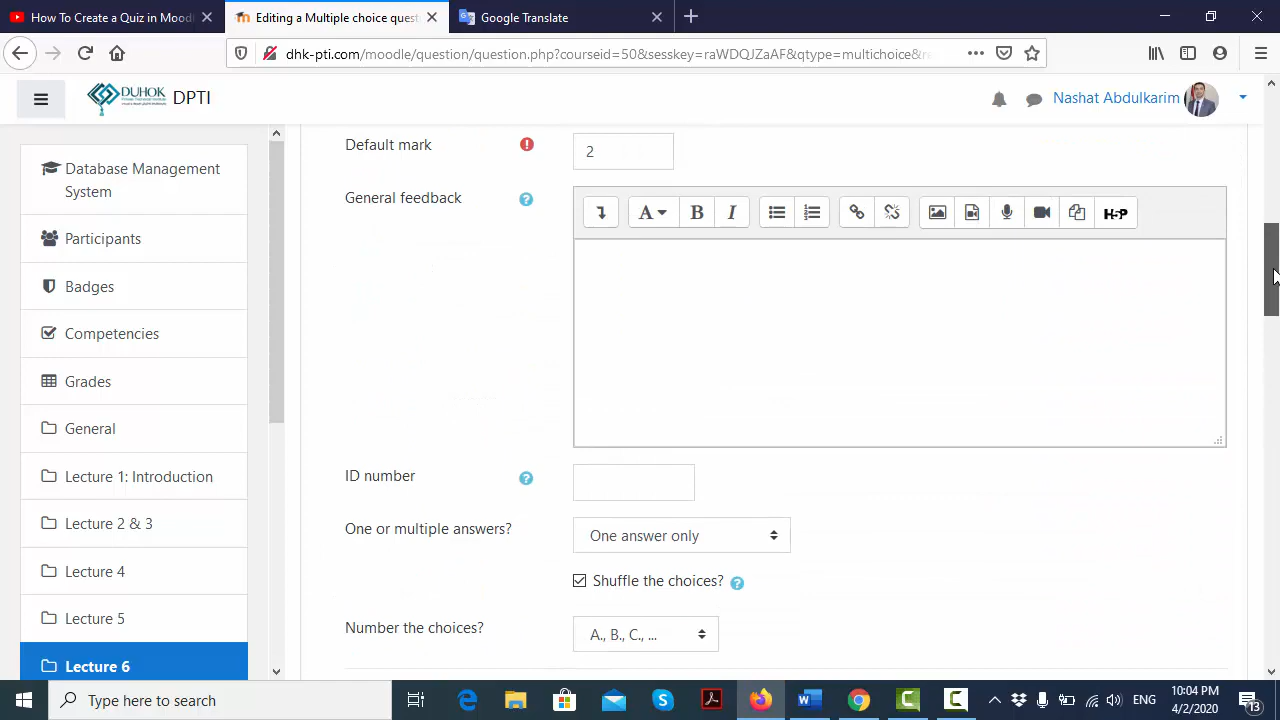 How To Create a Quiz in Mood
Editing a Multiple choice quest
Google Translate
dhk-pti.com/moodle/question/question.php?courseid=50&sesskey=raWDQJZaAF&qtype=multichoice&re
DUHOK
DPTI
Nashat Abdulkarim
Database Management
System
Participants
Badges
Competencies
Grades
General
Lecture 1: Introduction
Lecture 2 & 3
Lecture 4
Lecture 5
Lecture 6
Default mark
2
General feedback
A
B
I
H5P
ID number
One or multiple answers?
One answer only
Shuffle the choices?
Number the choices?
A., B., C., ...
Type here to search
ENG
10:04 PM
4/2/2020
13